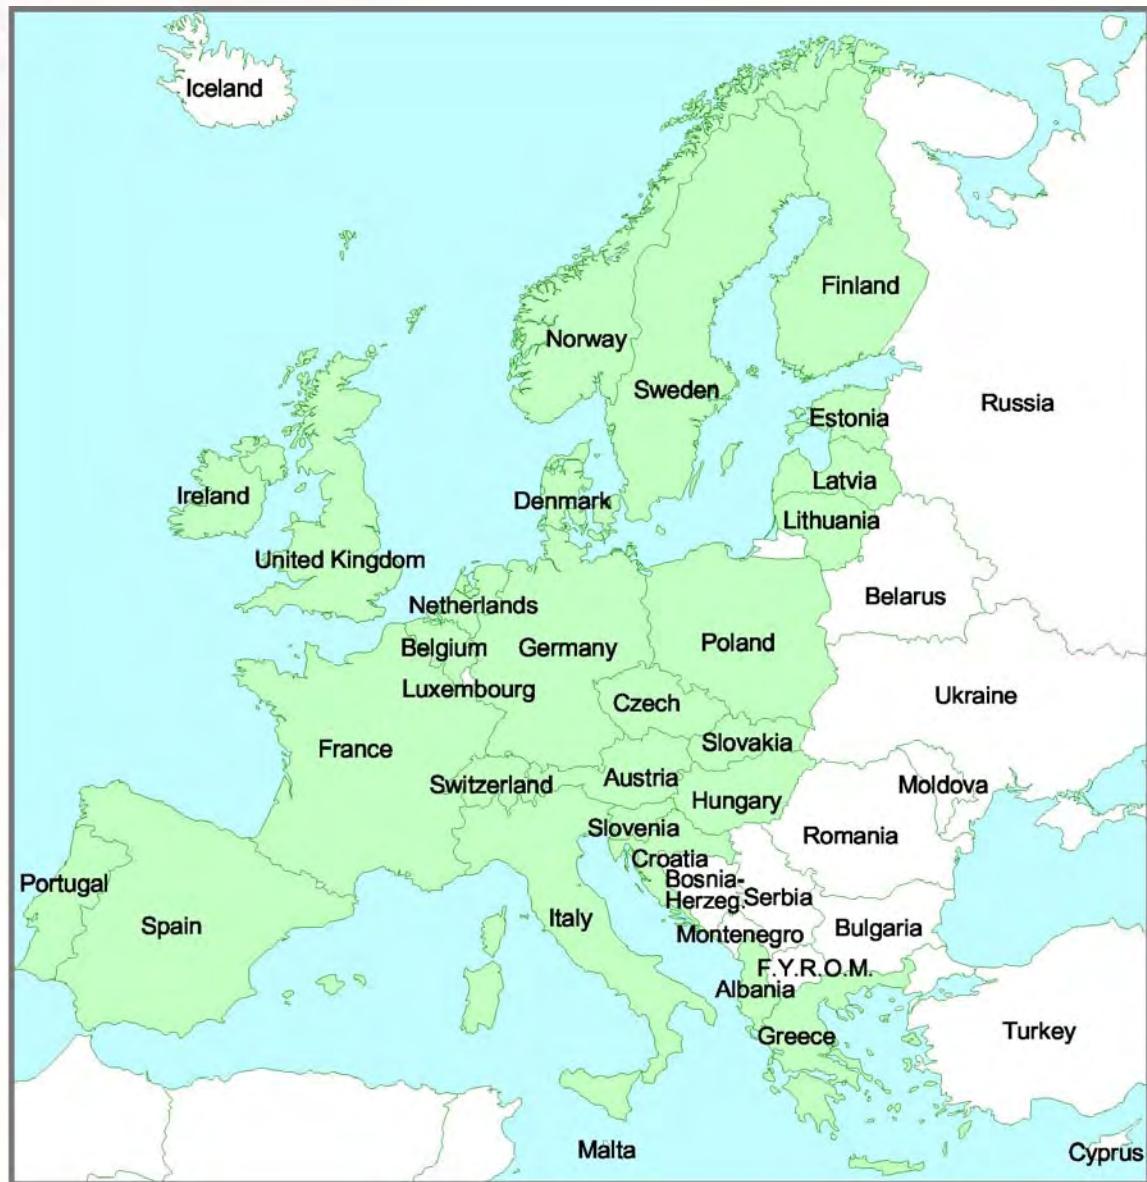 Iceland
Finland
Norway
Sweden
Russia
Estonia
Latvia
Ireland
Denmark
Lithuania
United Kingdom
Belarus
Netherlands
Belgium
Germany
Poland
Luxembourg
Ukraine
Czech
France
Slovakia
Switzerland
Austria
Moldova
Hungary
Slovenia
Romania
Croatia
Portugal
Bosnia-
Herzeg.
Serbia
Spain
Italy
Bulgaria
Montenegro
F.Y.R.O.M.
Albania
Greece
Turkey
Malta
Cyprus